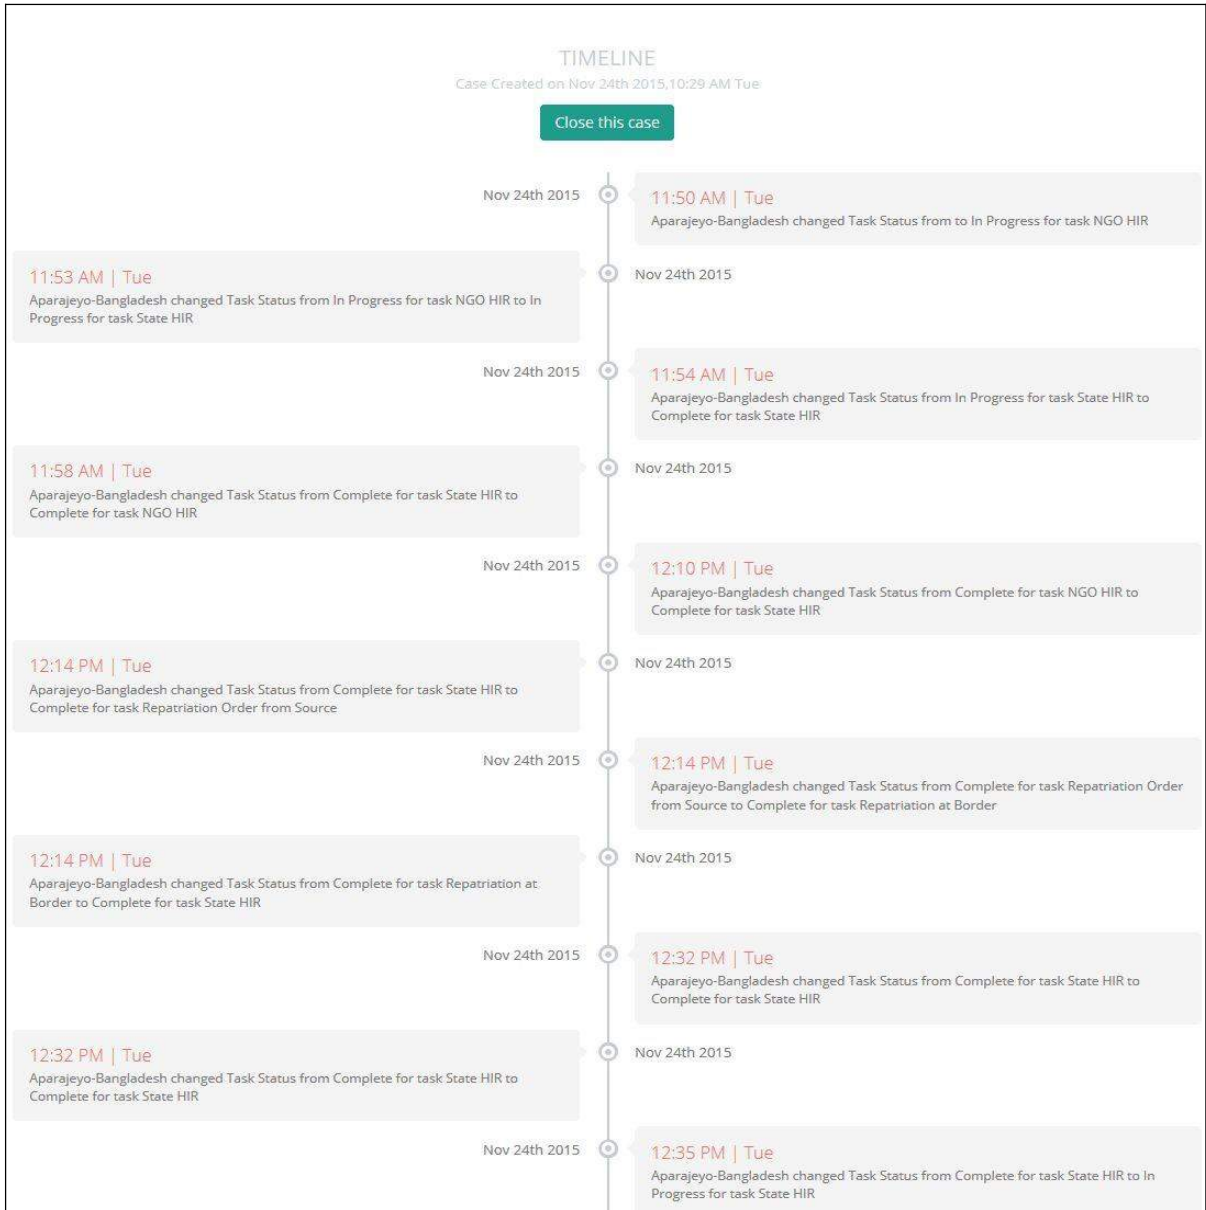 TIMELINE
Case Created on Nov 24th 2015,10:29 AM Tue
Close this case
Nov 24th 2015
11:50 AM | Tue
Aparajeyo-Bangladesh changed Task Status from to In Progress for task NGO HIR
11:53 AM | Tue
Aparajeyo-Bangladesh changed Task Status from In Progress for task NGO HIR to In
Progress for task State HIR
Nov 24th 2015
Nov 24th 2015
11:54 AM | Tue
Aparajeyo-Bangladesh changed Task Status from In Progress for task State HIR to
Complete for task State HIR
11:58 AM | Tue
Aparajeyo-Bangladesh changed Task Status from Complete for task State HIR to
Complete for task NGO HIR
Nov 24th 2015
Nov 24th 2015
12:10 PM | Tue
Aparajeyo-Bangladesh changed Task Status from Complete for task NGO HIR to
Complete for task State HIR
12:14 PM | Tue
Aparajeyo-Bangladesh changed Task Status from Complete for task State HIR to
Complete for task Repatriation Order from Source
Nov 24th 2015
Nov 24th 2015
12:14 PM | Tue
Aparajeyo-Bangladesh changed Task Status from Complete for task Repatriation Order
from Source to Complete for task Repatriation at Border
12:14 PM | Tue
Aparajeyo-Bangladesh changed Task Status from Complete for task Repatriation at
Border to Complete for task State HIR
Nov 24th 2015
Nov 24th 2015
12:32 PM | Tue
Aparajeyo-Bangladesh changed Task Status from Complete for task State HIR to
Complete for task State HIR
12:32 PM | Tue
Aparajeyo-Bangladesh changed Task Status from Complete for task State HIR to
Complete for task State HIR
Nov 24th 2015
Nov 24th 2015
12:35 PM | Tue
Aparajeyo-Bangladesh changed Task Status from Complete for task State HIR to In
Progress for task State HIR